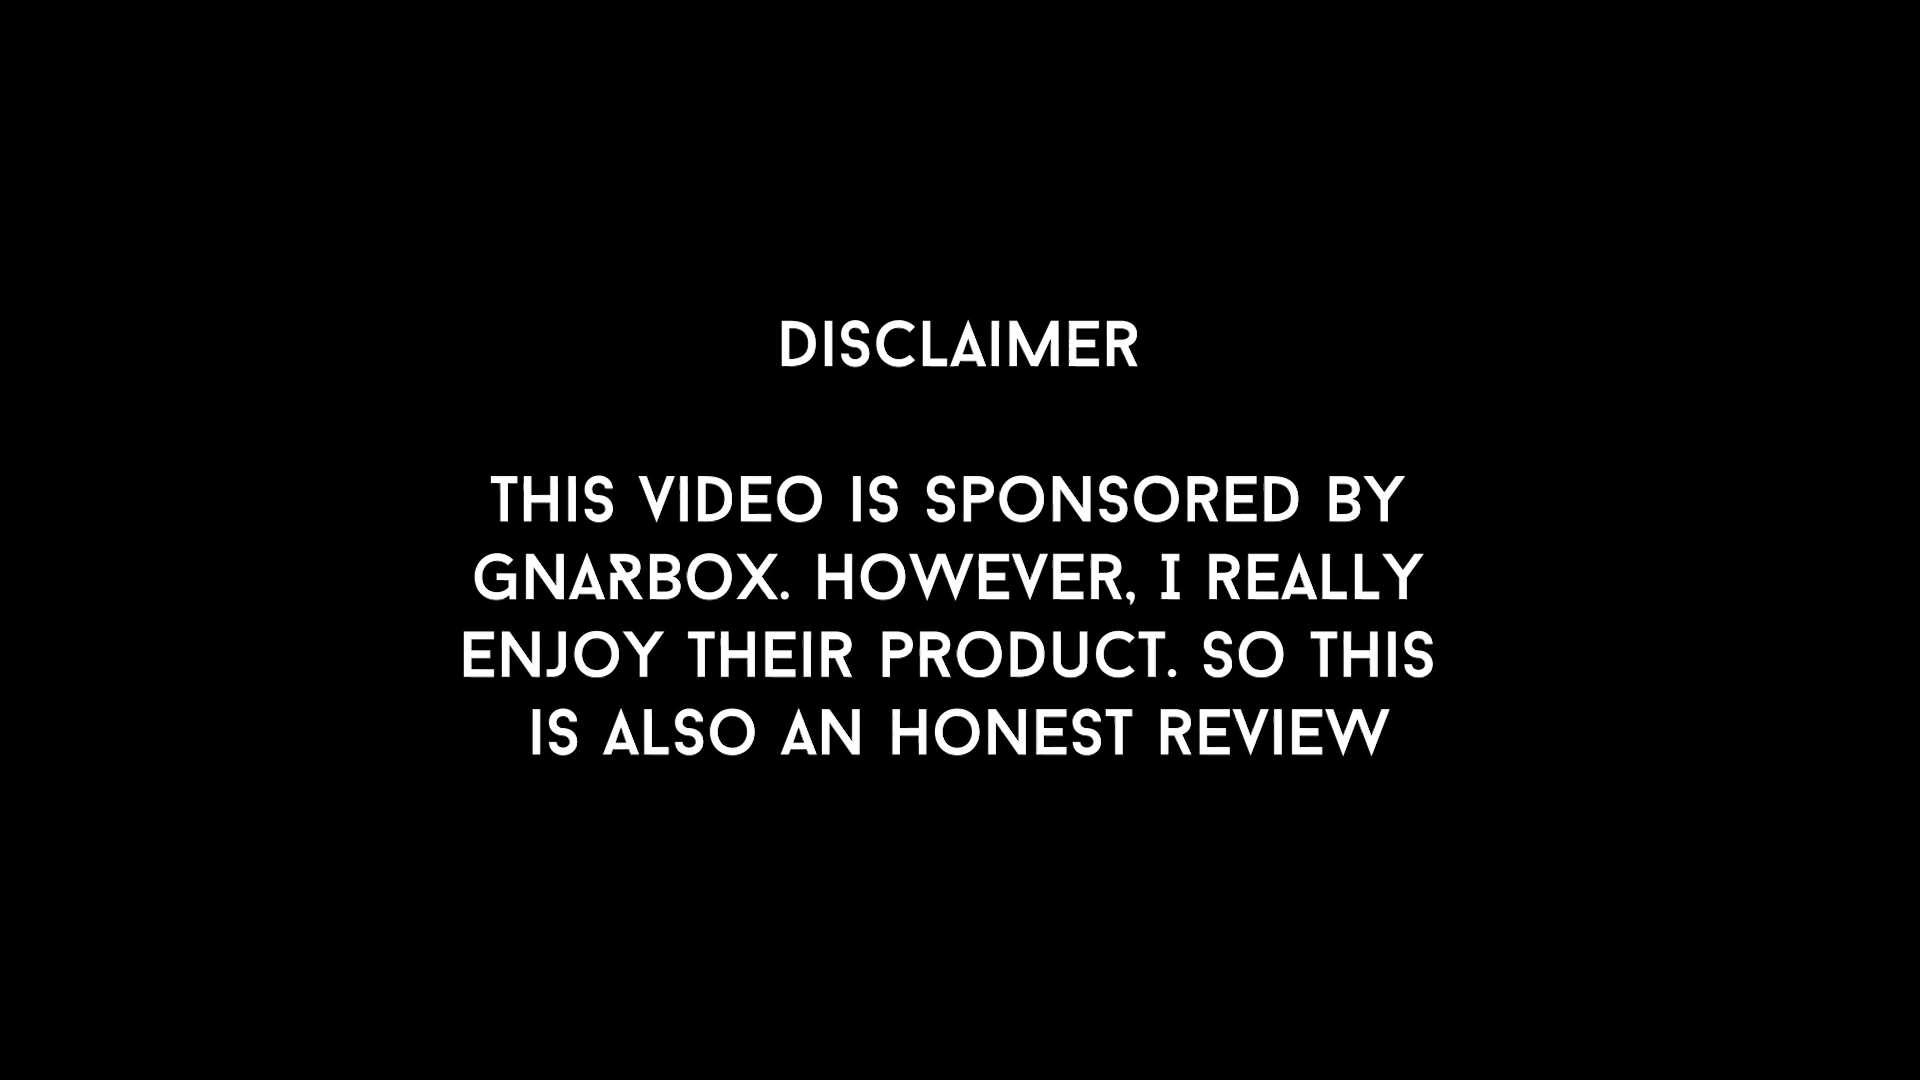 DISCLAIMER
THIS VIDEO IS SPONSORED BY
GNARBOX. HOWEVER, I REALLY
ENJOY THEIR PRODUCT. SO THIS
IS ALSO AN HONEST REVIEW